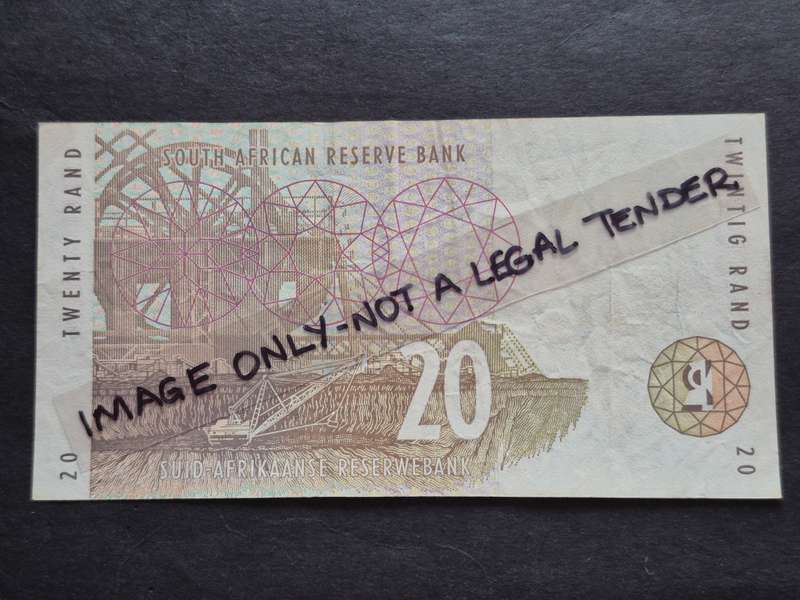 SOUTH AFRICAN RESERVE BANK
TWENTY RAND
TWINTIG RAND
IMAGE ONLY-NOT A LEGAL TENDER
20
SUID-AFRIKAANSE RESERWEBANK
20
20